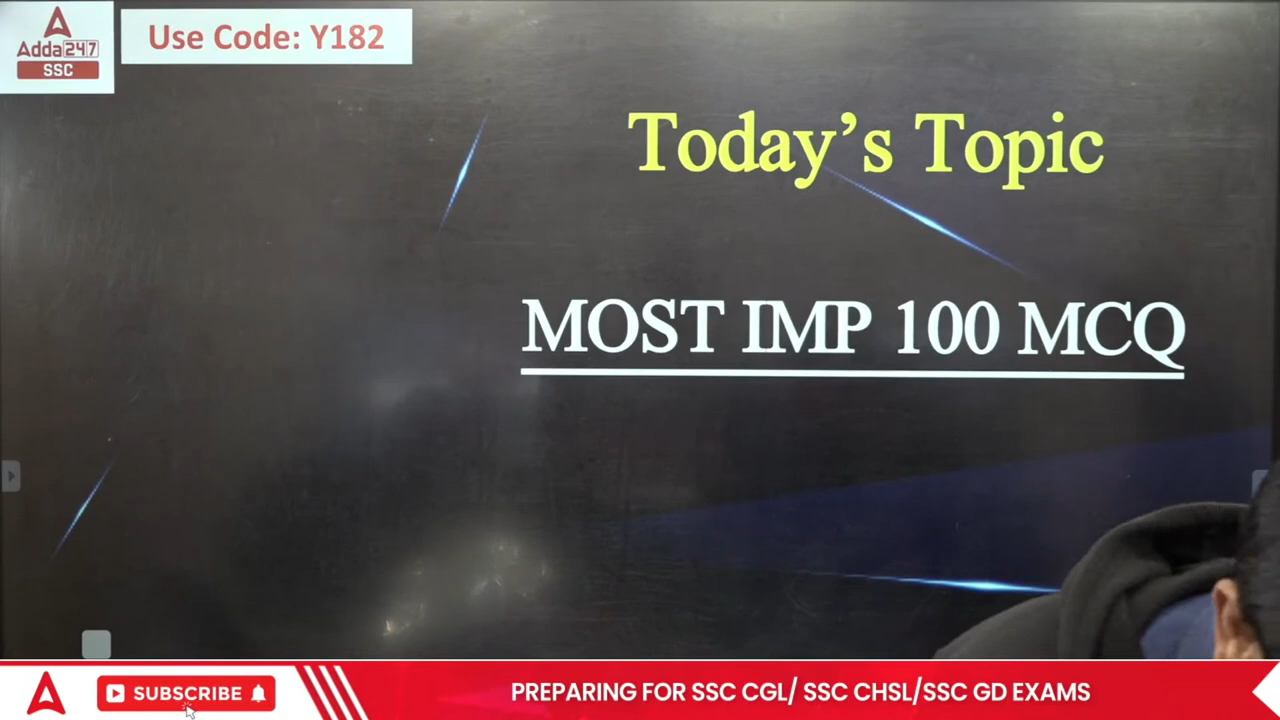 Adda247
SSC
Use Code: Y182
Today's Topic
MOST IMP 100 MCQ
SUBSCRIBE
PREPARING FOR SSC CGL/ SSC CHSL/SSC GD EXAMS